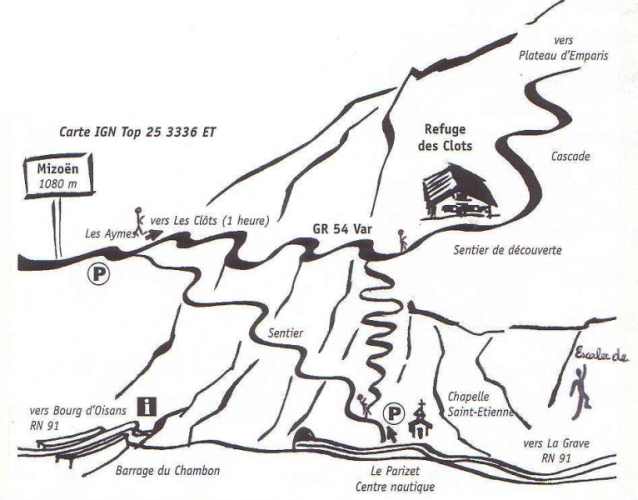 vers
Plateau d'Emparis
Carte IGN Top 25 3336 ET
Refuge
des Clots
Cascade
Mizoën
1080 m
vers Les Clôts (1 heure)
Les Aymes
GR 54 Var
Sentier de découverte
P
Sentier
Escalade
Chapelle
Saint-Etienne
vers Bourg d'Oisans
RN 91
i
P
vers La Grave
RN 91
Barrage du Chambon
Le Parizet
Centre nautique